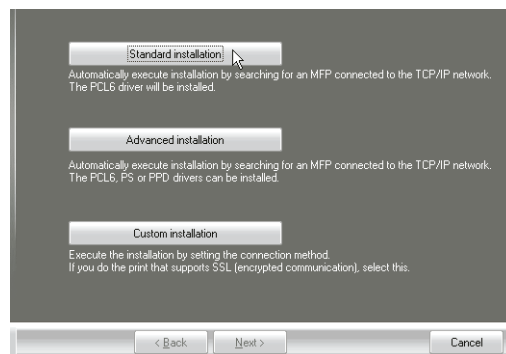 Standard installation
Automatically execute installation by searching for an MFP connected to the TCP/IP network.
The PCL6 driver will be installed.
Advanced installation
Automatically execute installation by searching for an MFP connected to the TCP/IP network.
The PCL6, PS or PPD drivers can be installed.
Custom installation
Execute the installation by setting the connection method.
If you do the print that supports SSL (encrypted communication), select this.
< Back Next > Cancel